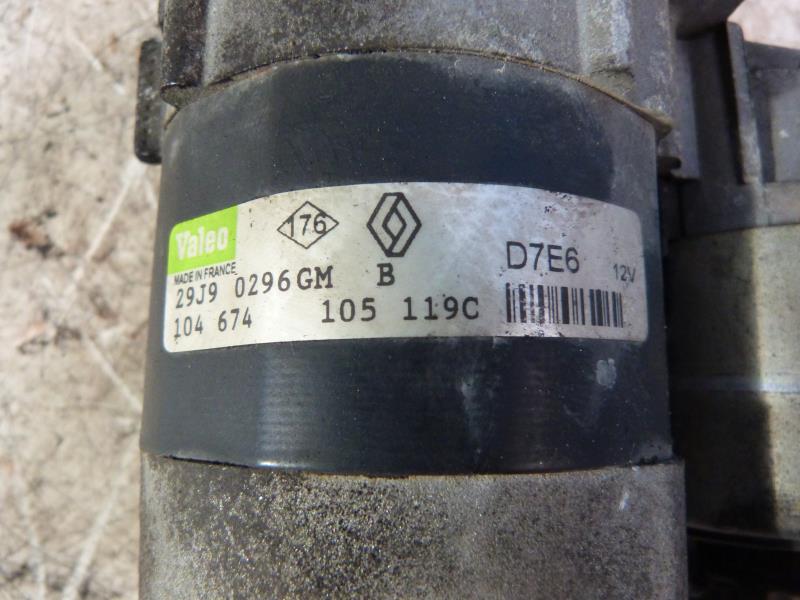 Valeo
176
MADE IN FRANCE
B
D7E6
12V
29J9 0296GM
104 674
105 119C